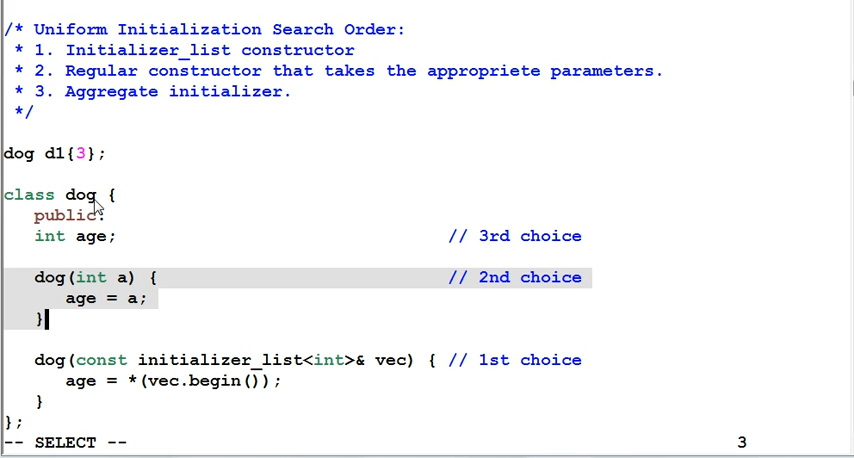 /* Uniform Initialization Search Order:
 * 1. Initializer_list constructor
 * 2. Regular constructor that takes the appropriete parameters.
 * 3. Aggregate initializer.
 */
dog d1{3};
class dog {
   public:
   int age;                                // 3rd choice
   dog(int a) {                            // 2nd choice
      age = a;
   }
   dog(const initializer_list<int>& vec) { // 1st choice
      age = *(vec.begin());
   }
};
-- SELECT --                                                           3